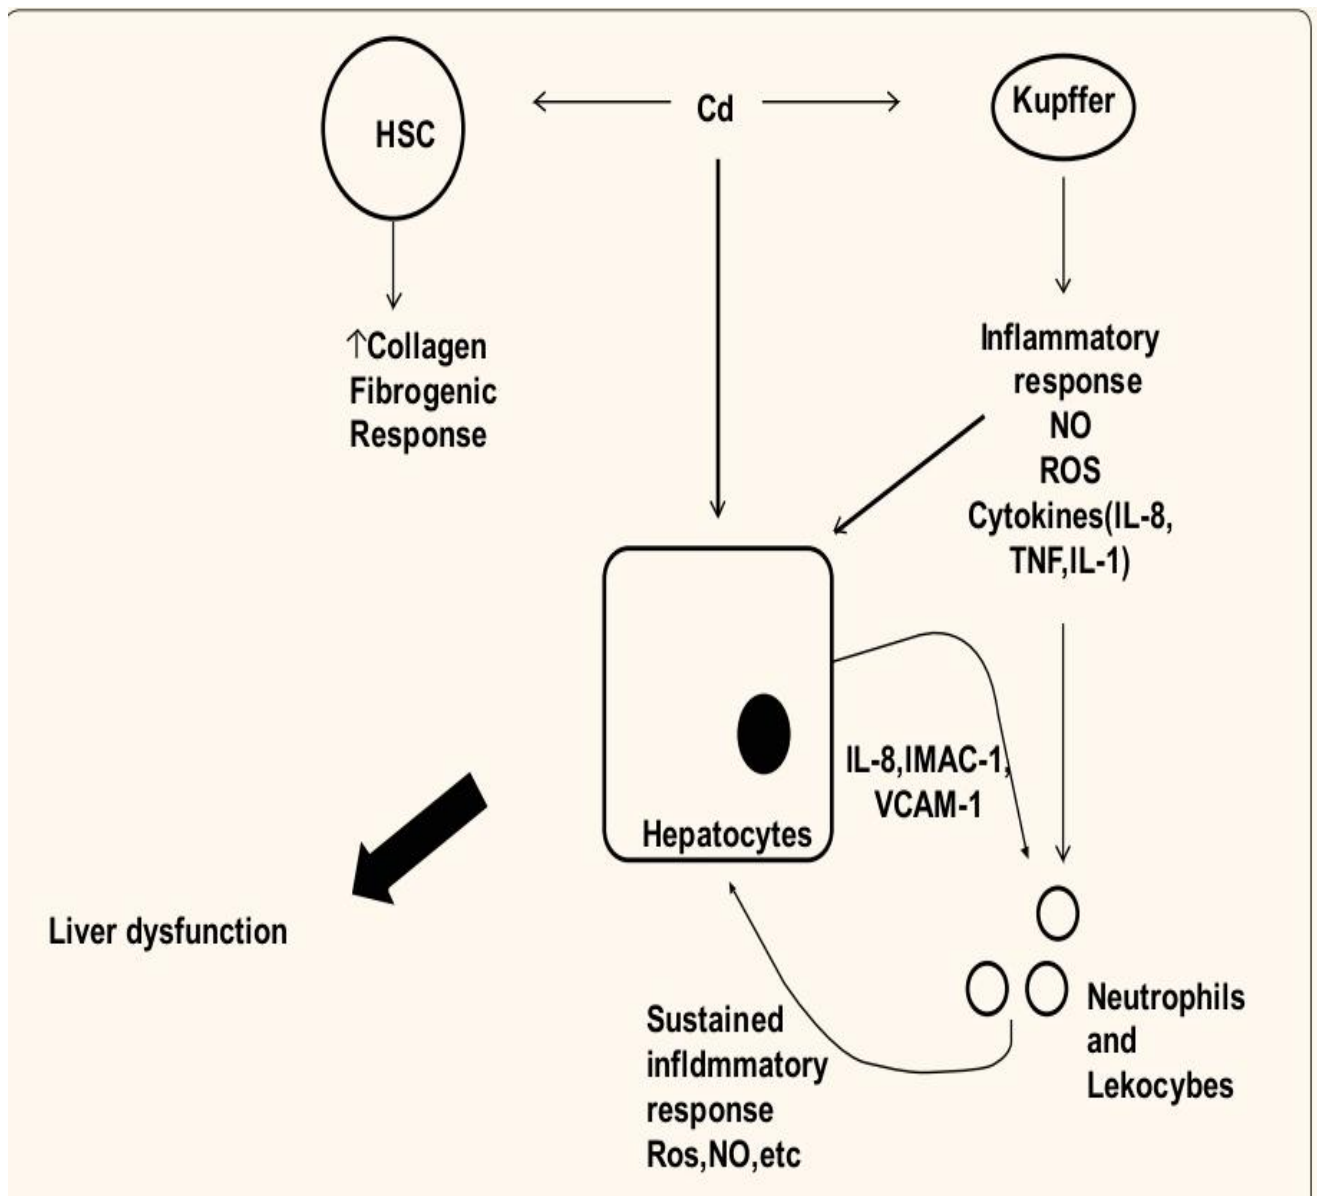 HSC
Cd
Kupffer
↑Collagen
Fibrogenic
Response
Inflammatory
response
NO
ROS
Cytokines(IL-8,
TNF,IL-1)
IL-8,IMAC-1,
VCAM-1
Hepatocytes
Liver dysfunction
Neutrophils
and
Lekocybes
Sustained
infldmmatory
response
Ros,NO,etc